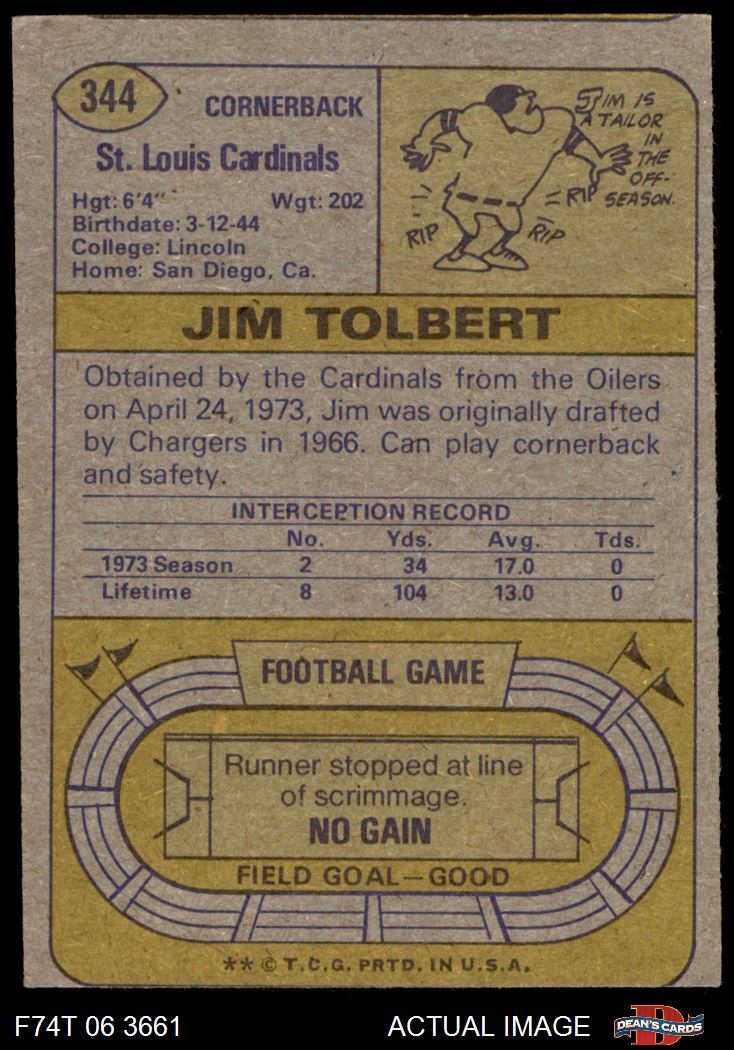 344
CORNERBACK
St. Louis Cardinals
Hgt: 6'4" Wgt: 202
Birthdate: 3-12-44
College: Lincoln
Home: San Diego, Ca.
JIM IS
A TAILOR
IN
THE
OFF-
SEASON.
RIP
RIP
RIP
JIM TOLBERT
Obtained by the Cardinals from the Oilers
on April 24, 1973, Jim was originally drafted
by Chargers in 1966. Can play cornerback
and safety.
INTERCEPTION RECORD
No. Yds. Avg. Tds.
1973 Season 2 34 17.0 0
Lifetime 8 104 13.0 0
FOOTBALL GAME
Runner stopped at line
of scrimmage.
NO GAIN
FIELD GOAL—GOOD
** © T.C.G. PRTD. IN U.S.A.
F74T 06 3661 ACTUAL IMAGE
D
DEAN'S CARDS